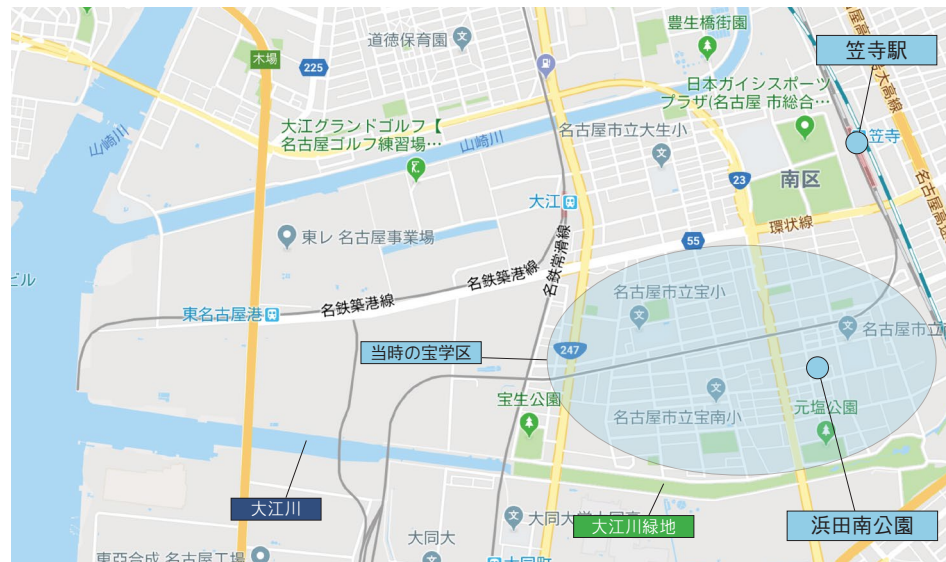 道徳保育園
豊生橋街園
笠寺駅
木場
225
日本ガイシスポーツ
プラザ(名古屋 市総合…
大江グランドゴルフ【
名古屋ゴルフ練習場…
山崎川
山崎川
名古屋市立大生小
笠寺
23
南区
大江
東レ 名古屋事業場
55
環状線
名鉄築港線
名鉄築港線
名鉄常滑線
ビル
東名古屋港
名古屋市立宝小
名古屋市立
当時の宝学区
247
宝生公園
名古屋市立宝南小
元塩公園
大江川
大江川緑地
浜田南公園
大同大
東亞合成 名古屋工場
大同町